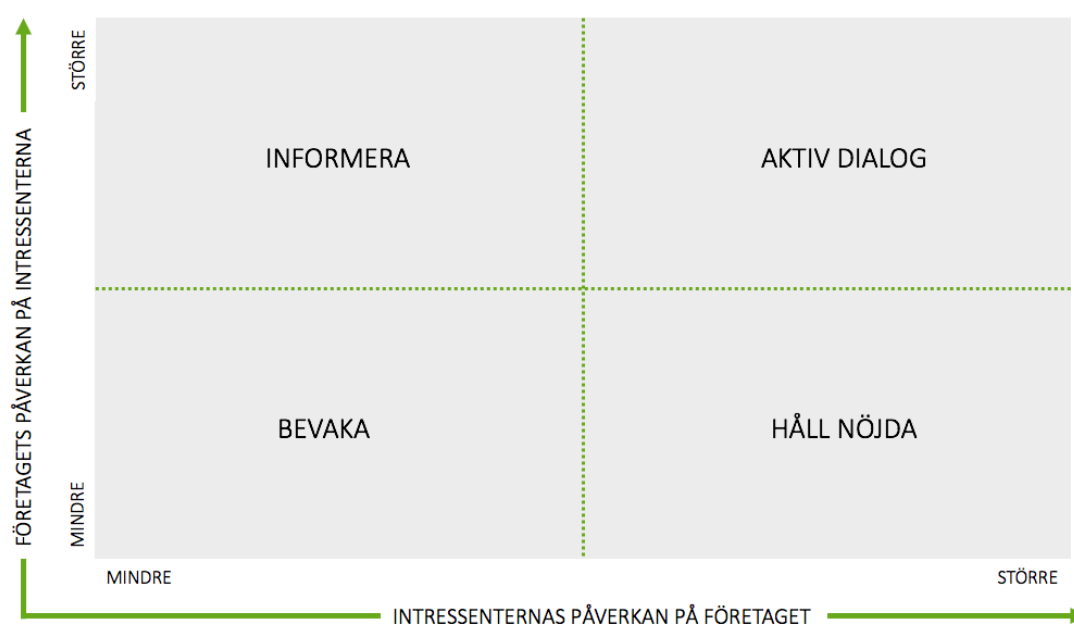 STÖRRE
FÖRETAGETS PÅVERKAN PÅ INTRESSENTERNA
INFORMERA
AKTIV DIALOG
BEVAKA
HÅLL NÖJDA
MINDRE
MINDRE
STÖRRE
INTRESSENTERNAS PÅVERKAN PÅ FÖRETAGET